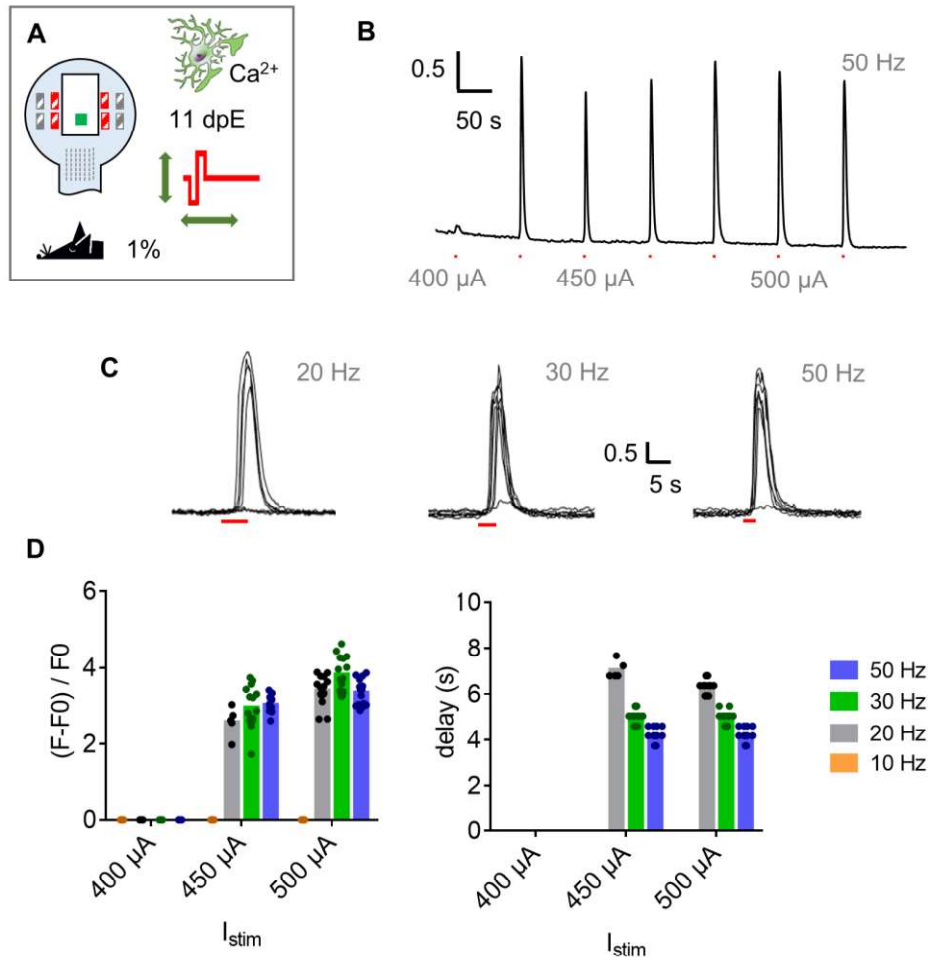 A
Ca²⁺
11 dpE
1%
B
0.5
50 s
50 Hz
400 µA
450 µA
500 µA
C
20 Hz
30 Hz
50 Hz
0.5
5 s
D
(F-F0) / F0
6
4
2
0
400 µA
450 µA
500 µA
Istim
delay (s)
10
8
6
4
2
0
400 µA
450 µA
500 µA
Istim
50 Hz
30 Hz
20 Hz
10 Hz